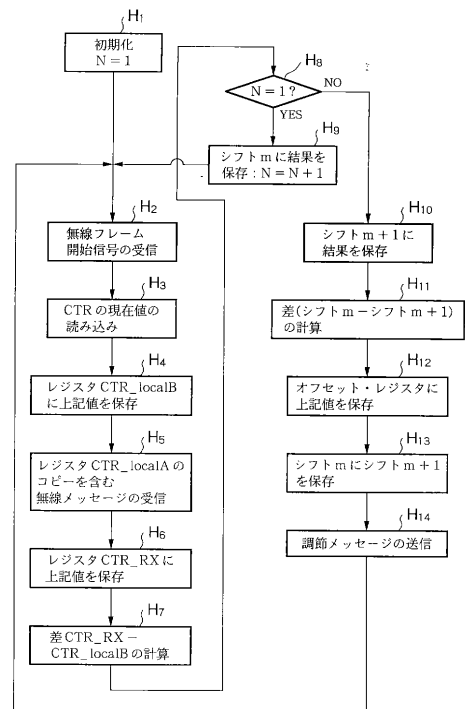 H1
初期化
N＝1
H2
無線フレーム
開始信号の受信
H3
CTRの現在値の
読み込み
H4
レジスタCTR_localB
に上記値を保存
H5
レジスタCTR_localAの
コピーを含む
無線メッセージの受信
H6
レジスタCTR_RXに
上記値を保存
H7
差CTR_RX－
CTR_localBの計算
H8
N＝1？
NO
YES
H9
シフトmに結果を
保存：N＝N＋1
H10
シフトm＋1に
結果を保存
H11
差(シフトm－シフトm＋1)
の計算
H12
オフセット・レジスタに
上記値を保存
H13
シフトmにシフトm＋1
を保存
H14
調節メッセージの送信